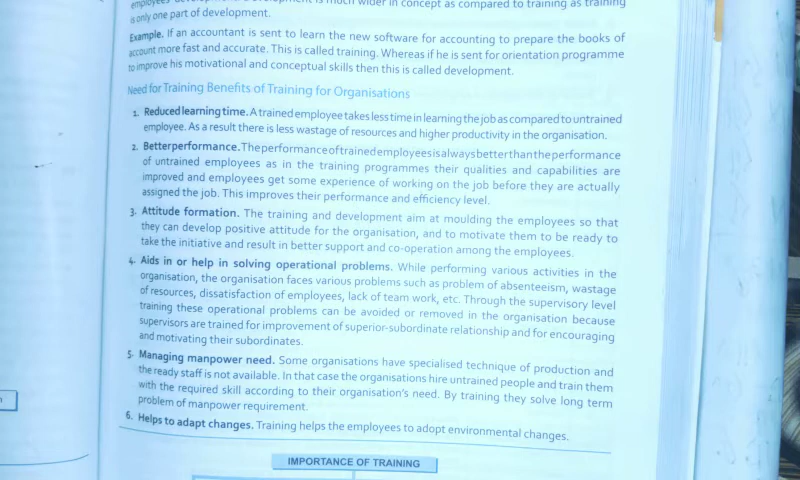 employees' development. Development is much wider in concept as compared to training as training
is only one part of development.
Example. If an accountant is sent to learn the new software for accounting to prepare the books of
account more fast and accurate. This is called training. Whereas if he is sent for orientation programme
to improve his motivational and conceptual skills then this is called development.
Need for Training Benefits of Training for Organisations
1. Reduced learning time. A trained employee takes less time in learning the job as compared to untrained
employee. As a result there is less wastage of resources and higher productivity in the organisation.
2. Better performance. The performance of trained employees is always better than the performance
of untrained employees as in the training programmes their qualities and capabilities are
improved and employees get some experience of working on the job before they are actually
assigned the job. This improves their performance and efficiency level.
3. Attitude formation. The training and development aim at moulding the employees so that
they can develop positive attitude for the organisation, and to motivate them to be ready to
take the initiative and result in better support and co-operation among the employees.
4. Aids in or help in solving operational problems. While performing various activities in the
organisation, the organisation faces various problems such as problem of absenteeism, wastage
of resources, dissatisfaction of employees, lack of team work, etc. Through the supervisory level
training these operational problems can be avoided or removed in the organisation because
supervisors are trained for improvement of superior-subordinate relationship and for encouraging
and motivating their subordinates.
5. Managing manpower need. Some organisations have specialised technique of production and
the ready staff is not available. In that case the organisations hire untrained people and train them
with the required skill according to their organisation's need. By training they solve long term
problem of manpower requirement.
6. Helps to adapt changes. Training helps the employees to adopt environmental changes.
IMPORTANCE OF TRAINING